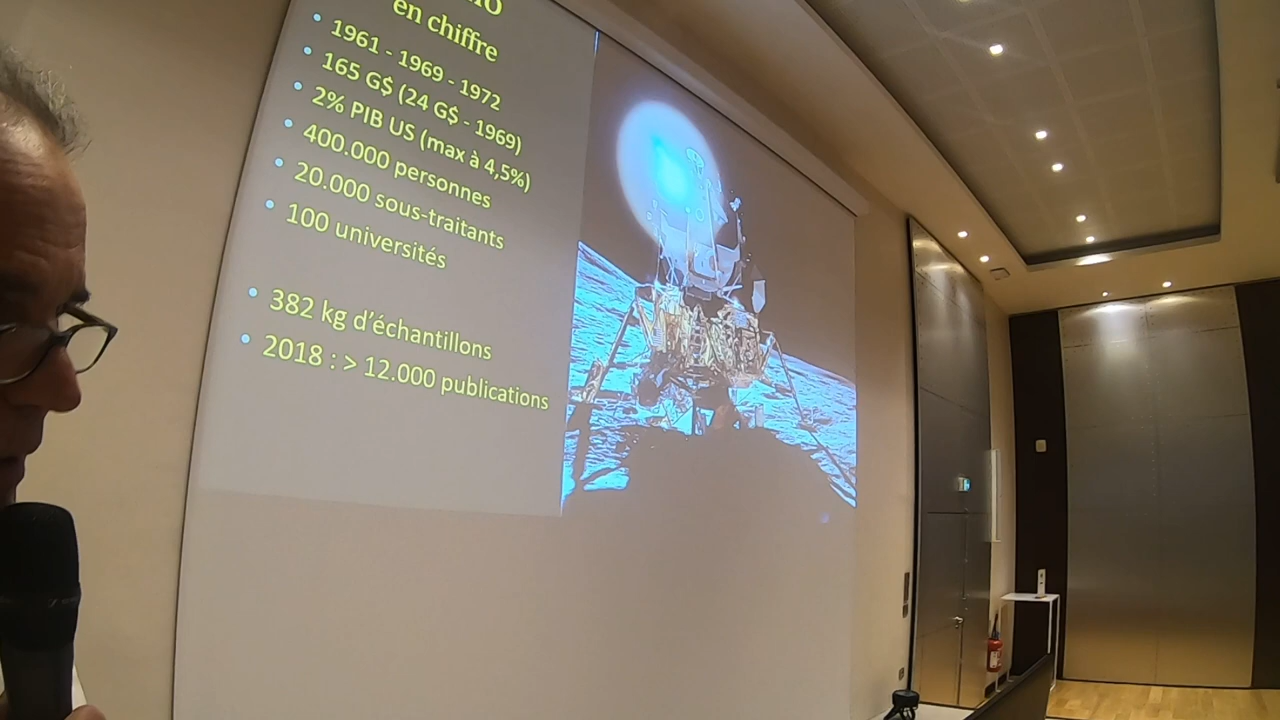 en chiffre
1961 - 1969 - 1972
165 G$ (24 G$ - 1969)
2% PIB US (max à 4,5%)
400.000 personnes
20.000 sous-traitants
100 universités
382 kg d'échantillons
2018 : > 12.000 publications